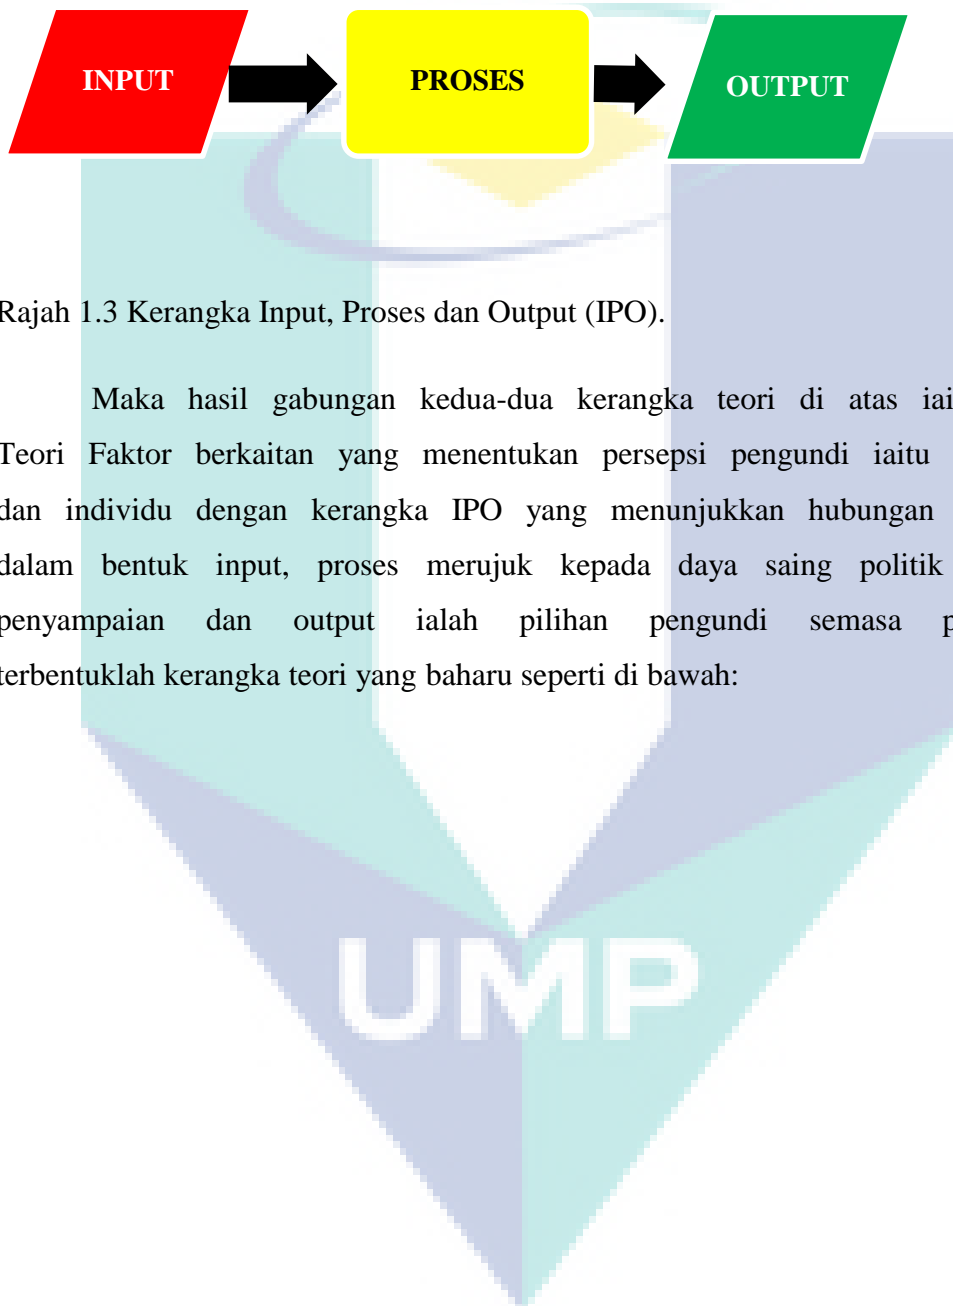 INPUT PROSES OUTPUT
Rajah 1.3 Kerangka Input, Proses dan Output (IPO).
Maka hasil gabungan kedua-dua kerangka teori di atas iai
Teori Faktor berkaitan yang menentukan persepsi pengundi iaitu
dan individu dengan kerangka IPO yang menunjukkan hubungan
dalam bentuk input, proses merujuk kepada daya saing politik
penyampaian dan output ialah pilihan pengundi semasa p
terbentuklah kerangka teori yang baharu seperti di bawah:
UMP